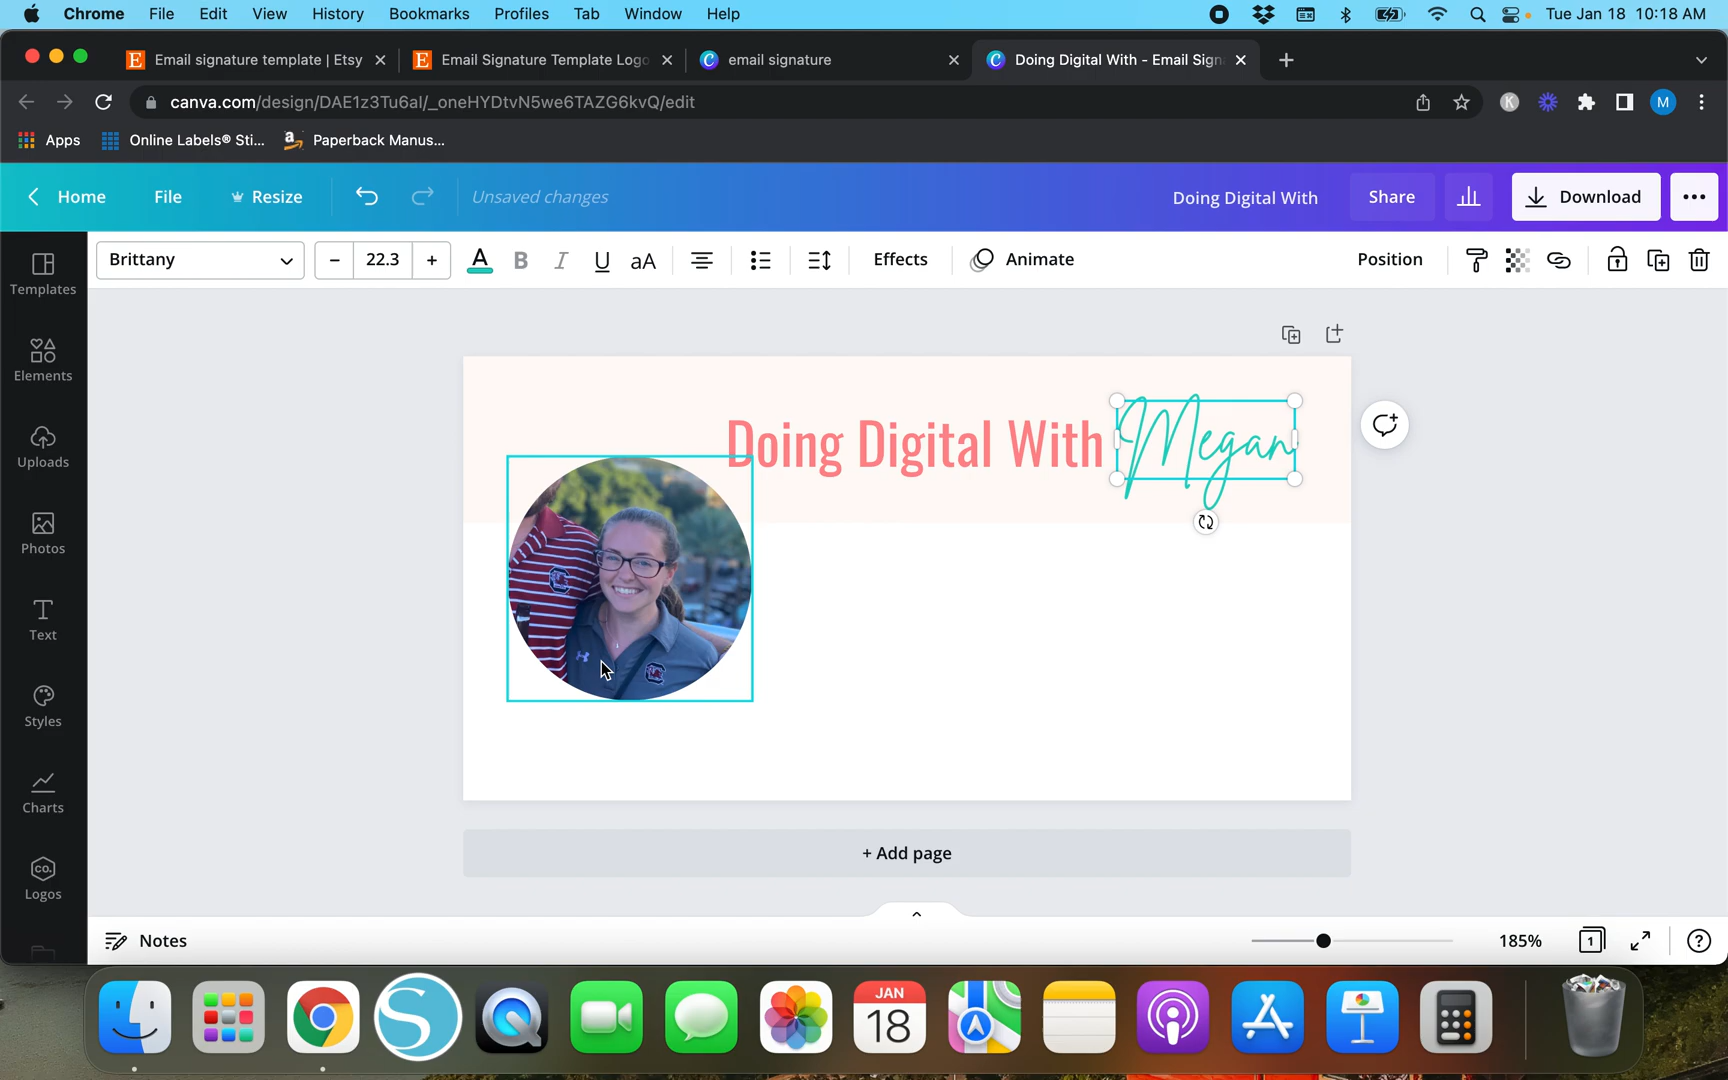 Chrome File Edit View History Bookmarks Profiles Tab Window Help Tue Jan 18 10:18 AM
Email signature template | Etsy Email Signature Template Logo email signature Doing Digital With - Email Sign
canva.com/design/DAE1z3Tu6aI/_oneHYDtvN5we6TAZG6kvQ/edit K M
Apps Online Labels® Sti... Paperback Manus...
Home File Resize Unsaved changes Doing Digital With Share Download
Brittany 22.3 A B I U aA Effects Animate Position
Templates
Elements
Uploads
Photos
Text
Styles
Charts
CO.
Logos
Doing Digital With Megan
+ Add page
Notes 185% 1 ?
JAN
18